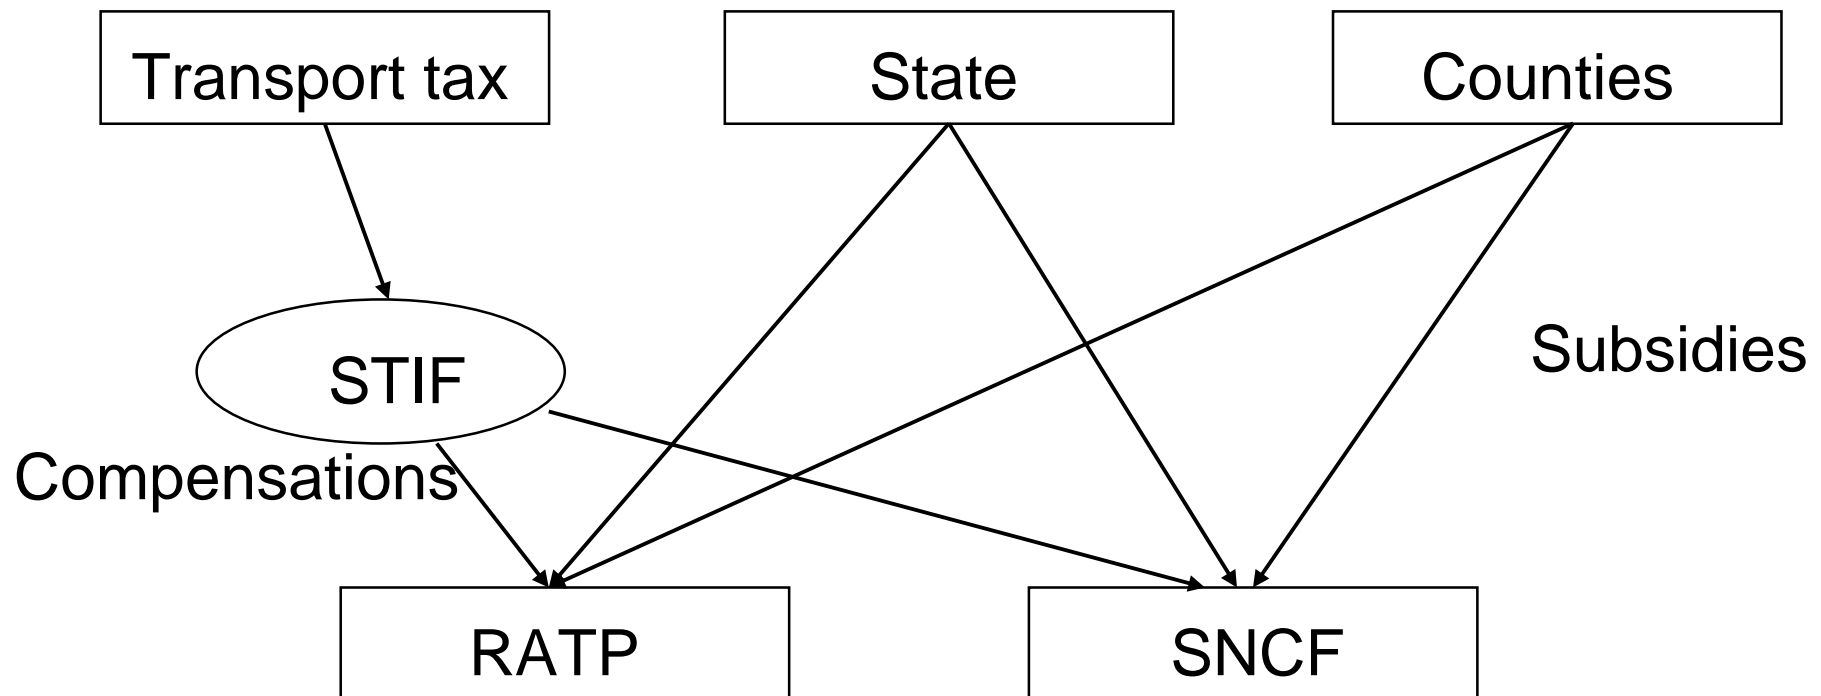 Transport tax
State
Counties
Subsidies
STIF
Compensations
RATP
SNCF